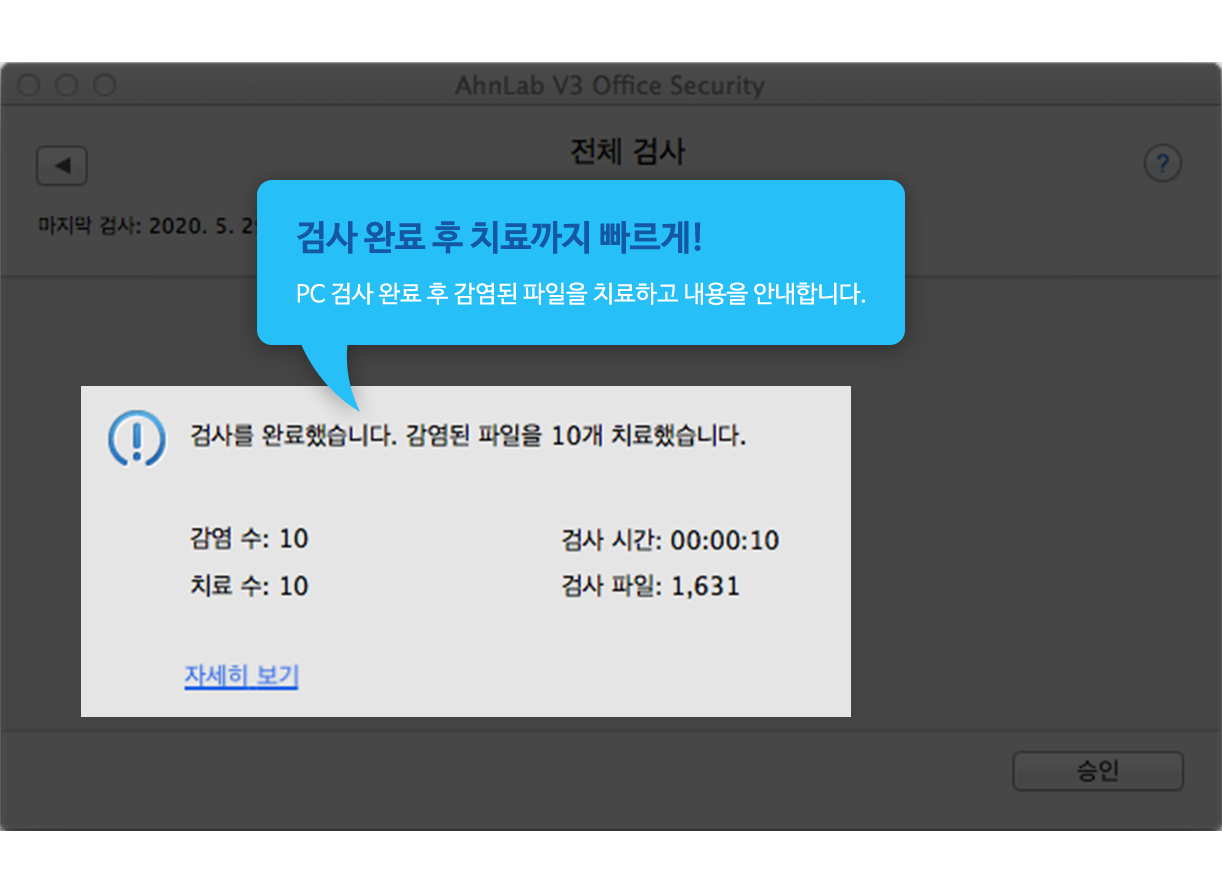 AhnLab V3 Office Security
전체 검사
?
마지막 검사: 2020. 5.
검사 완료 후 치료까지 빠르게!
PC 검사 완료 후 감염된 파일을 치료하고 내용을 안내합니다.
검사를 완료했습니다. 감염된 파일을 10개 치료했습니다.
감염 수: 10
검사 시간: 00:00:10
치료 수: 10
검사 파일: 1,631
자세히 보기
승인